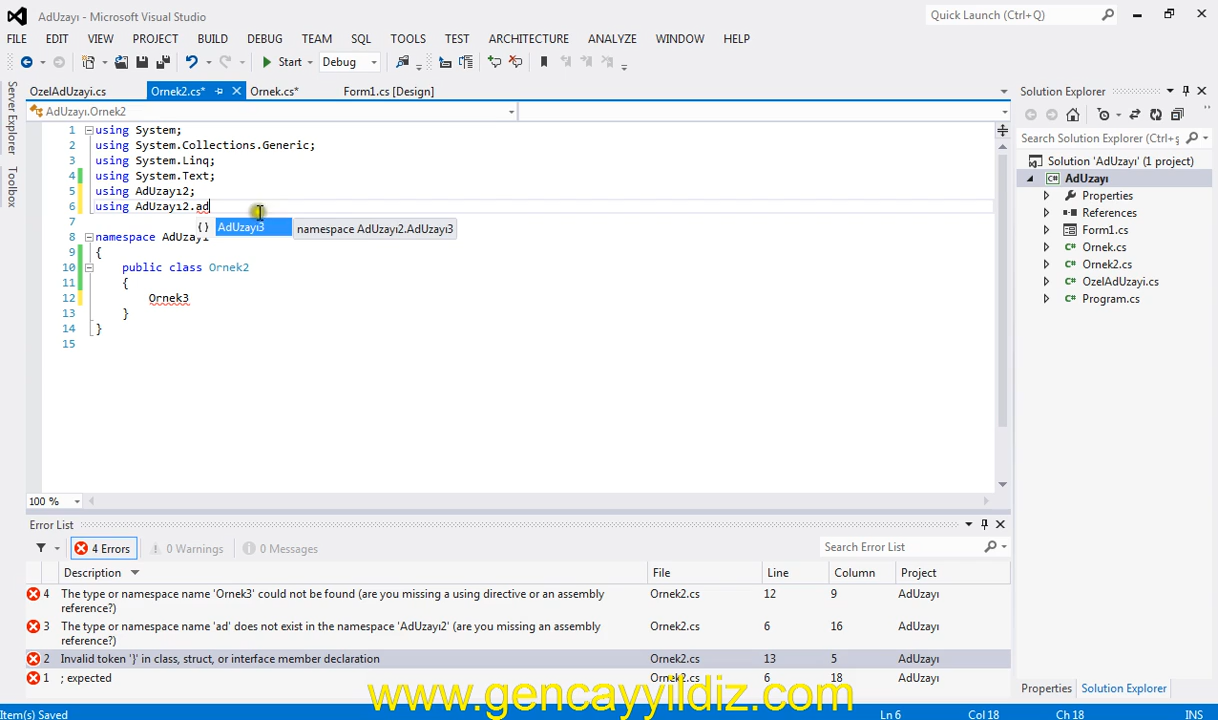 AdUzayı - Microsoft Visual Studio
Quick Launch (Ctrl+Q)
FILE EDIT VIEW PROJECT BUILD DEBUG TEAM SQL TOOLS TEST ARCHITECTURE ANALYZE WINDOW HELP
Start Debug
Server Explorer
Toolbox
OzelAdUzayi.cs Ornek2.cs* Ornek.cs* Form1.cs [Design]
AdUzayı.Ornek2
1 using System;
2 using System.Collections.Generic;
3 using System.Linq;
4 using System.Text;
5 using AdUzayı2;
6 using AdUzayı2.ad
7 {} AdUzayi3 namespace AdUzayı2.AdUzayi3
8 namespace AdUzayı
9 {
10 public class Ornek2
11 {
12 Ornek3
13 }
14 }
15
100 %
Solution Explorer
Search Solution Explorer (Ctrl+ş
Solution 'AdUzayı' (1 project)
AdUzayı
Properties
References
Form1.cs
Ornek.cs
Ornek2.cs
OzelAdUzayi.cs
Program.cs
Error List
4 Errors 0 Warnings 0 Messages
Search Error List
Description File Line Column Project
4 The type or namespace name 'Ornek3' could not be found (are you missing a using directive or an assembly reference?) Ornek2.cs 12 9 AdUzayı
3 The type or namespace name 'ad' does not exist in the namespace 'AdUzayı2' (are you missing an assembly reference?) Ornek2.cs 6 16 AdUzayı
2 Invalid token '}' in class, struct, or interface member declaration Ornek2.cs 13 5 AdUzayı
1 ; expected Ornek2.cs 6 18 AdUzayı
www.gencayyildiz.com
Properties Solution Explorer
Item(s) Saved Ln 6 Col 18 Ch 18 INS